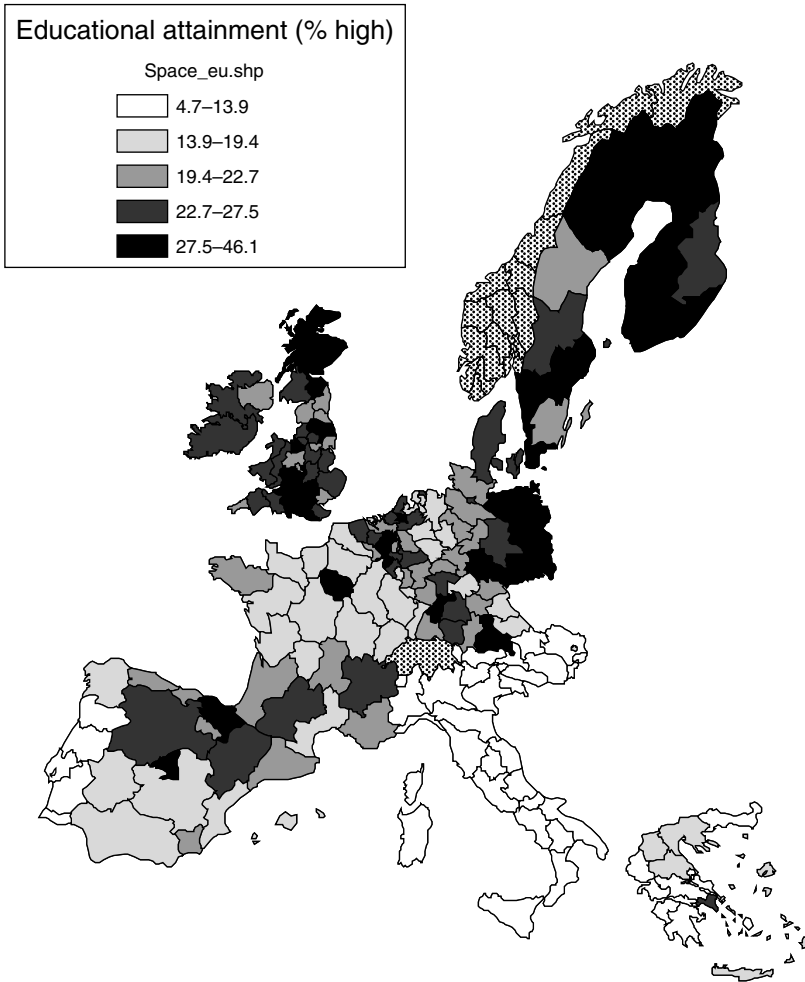 Educational attainment (% high)
Space_eu.shp
4.7–13.9
13.9–19.4
19.4–22.7
22.7–27.5
27.5–46.1